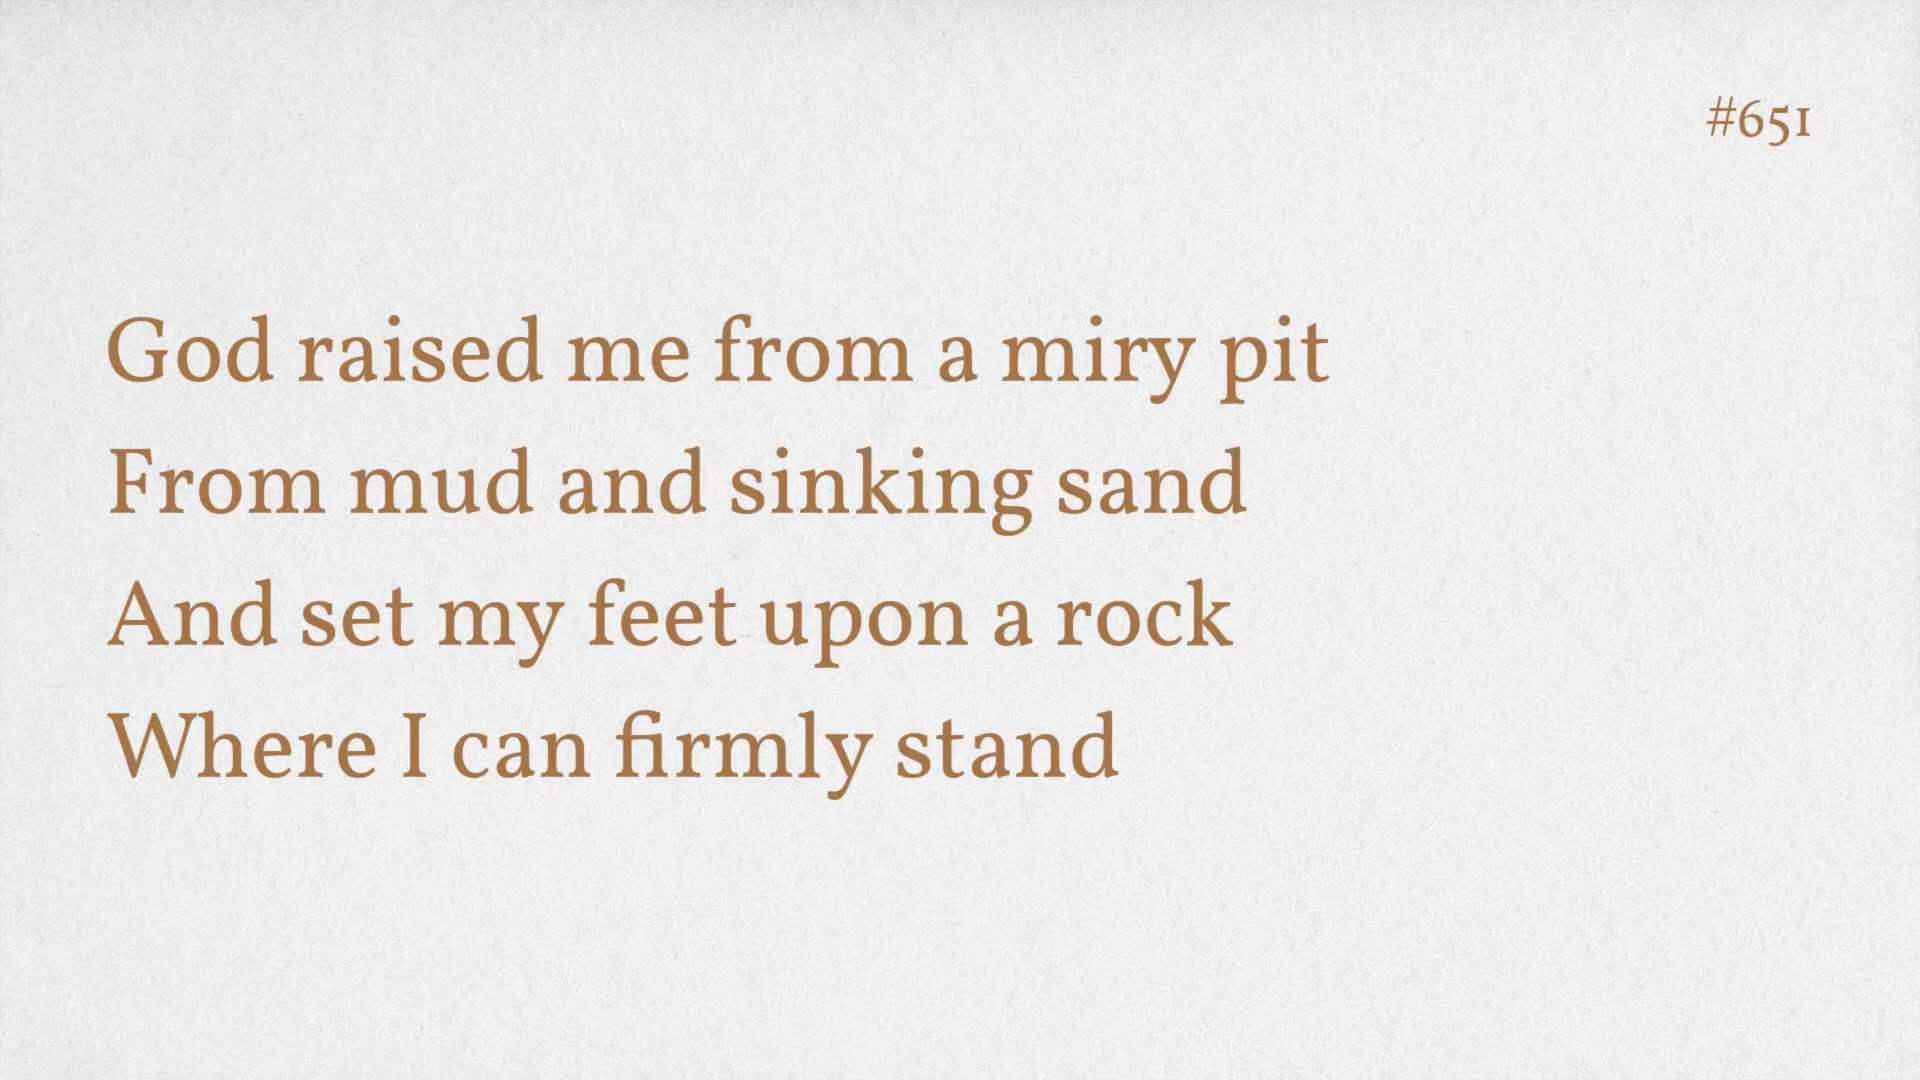 #651
God raised me from a miry pit
From mud and sinking sand
And set my feet upon a rock
Where I can firmly stand